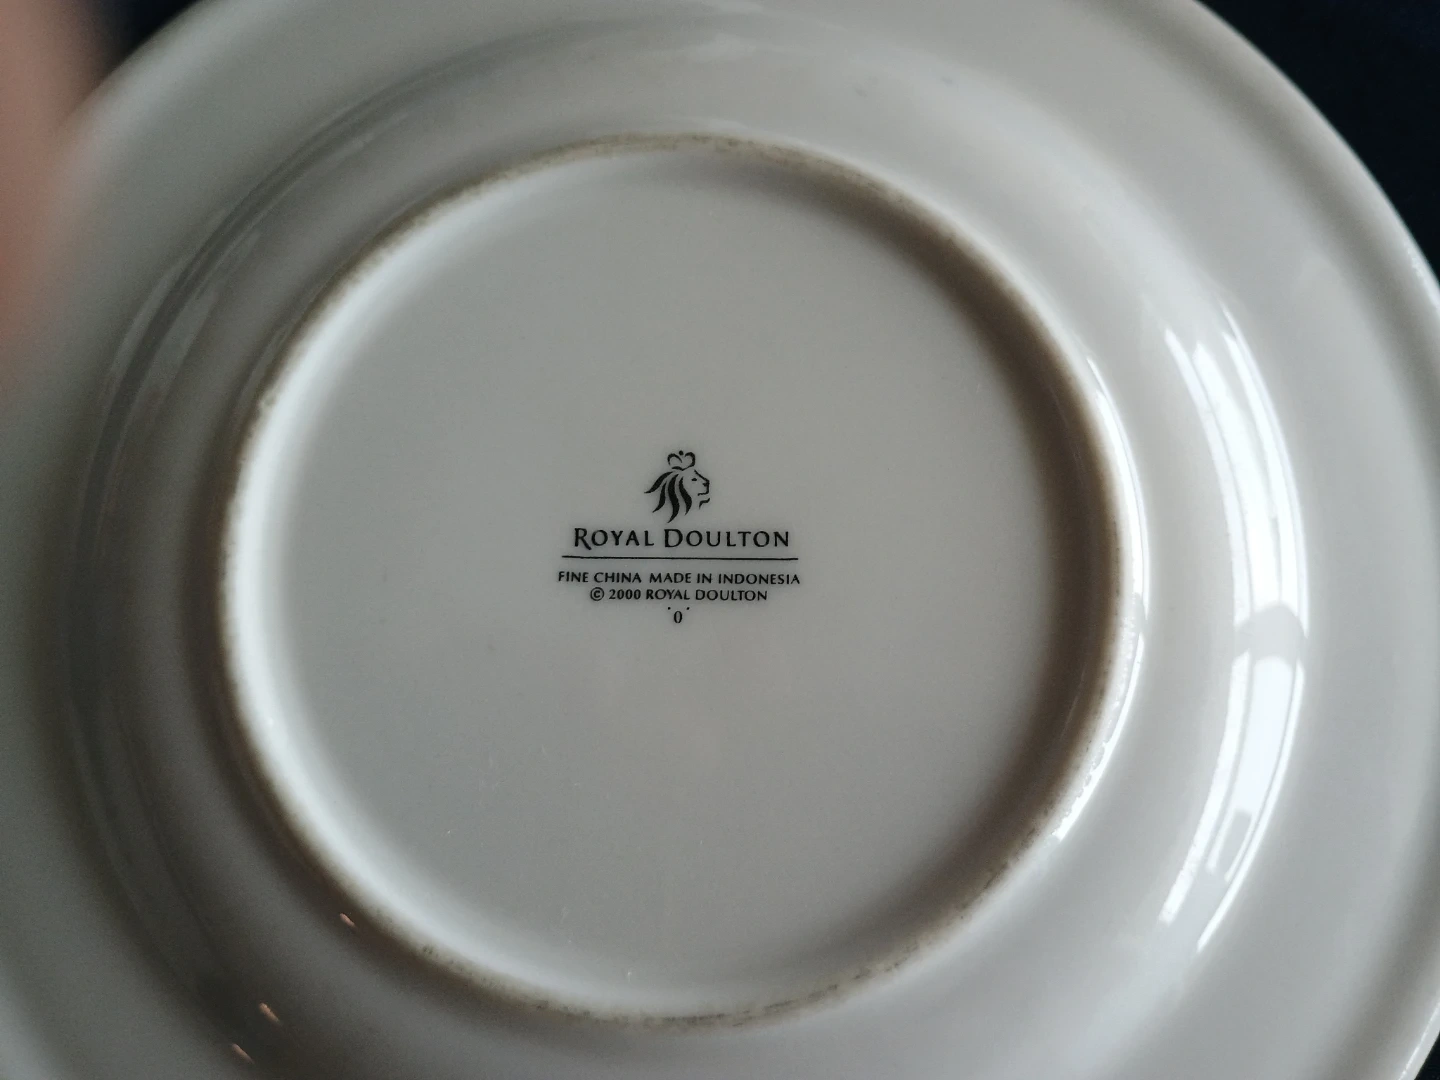 ROYAL DOULTON
FINE CHINA MADE IN INDONESIA
© 2000 ROYAL DOULTON
0